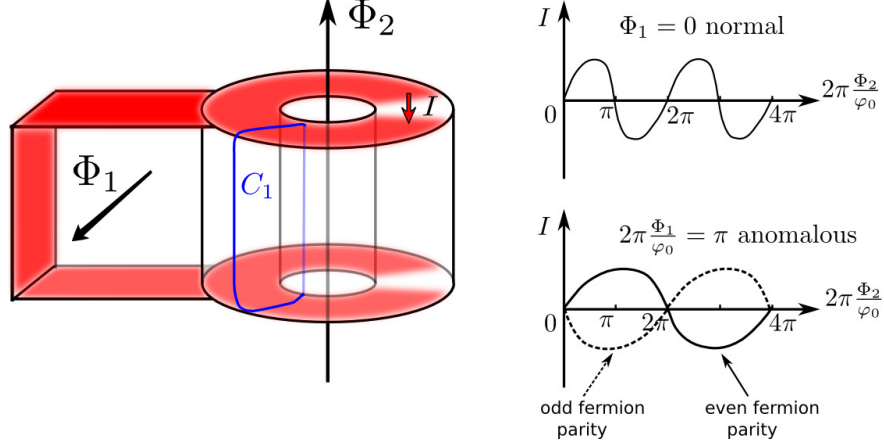 Φ₂
I
C₁
Φ₁
I
Φ₁ = 0 normal
2π Φ₂/φ₀
0
π
2π
4π
I
2π Φ₁/φ₀ = π anomalous
2π Φ₂/φ₀
0
π
2π
4π
odd fermion
parity
even fermion
parity